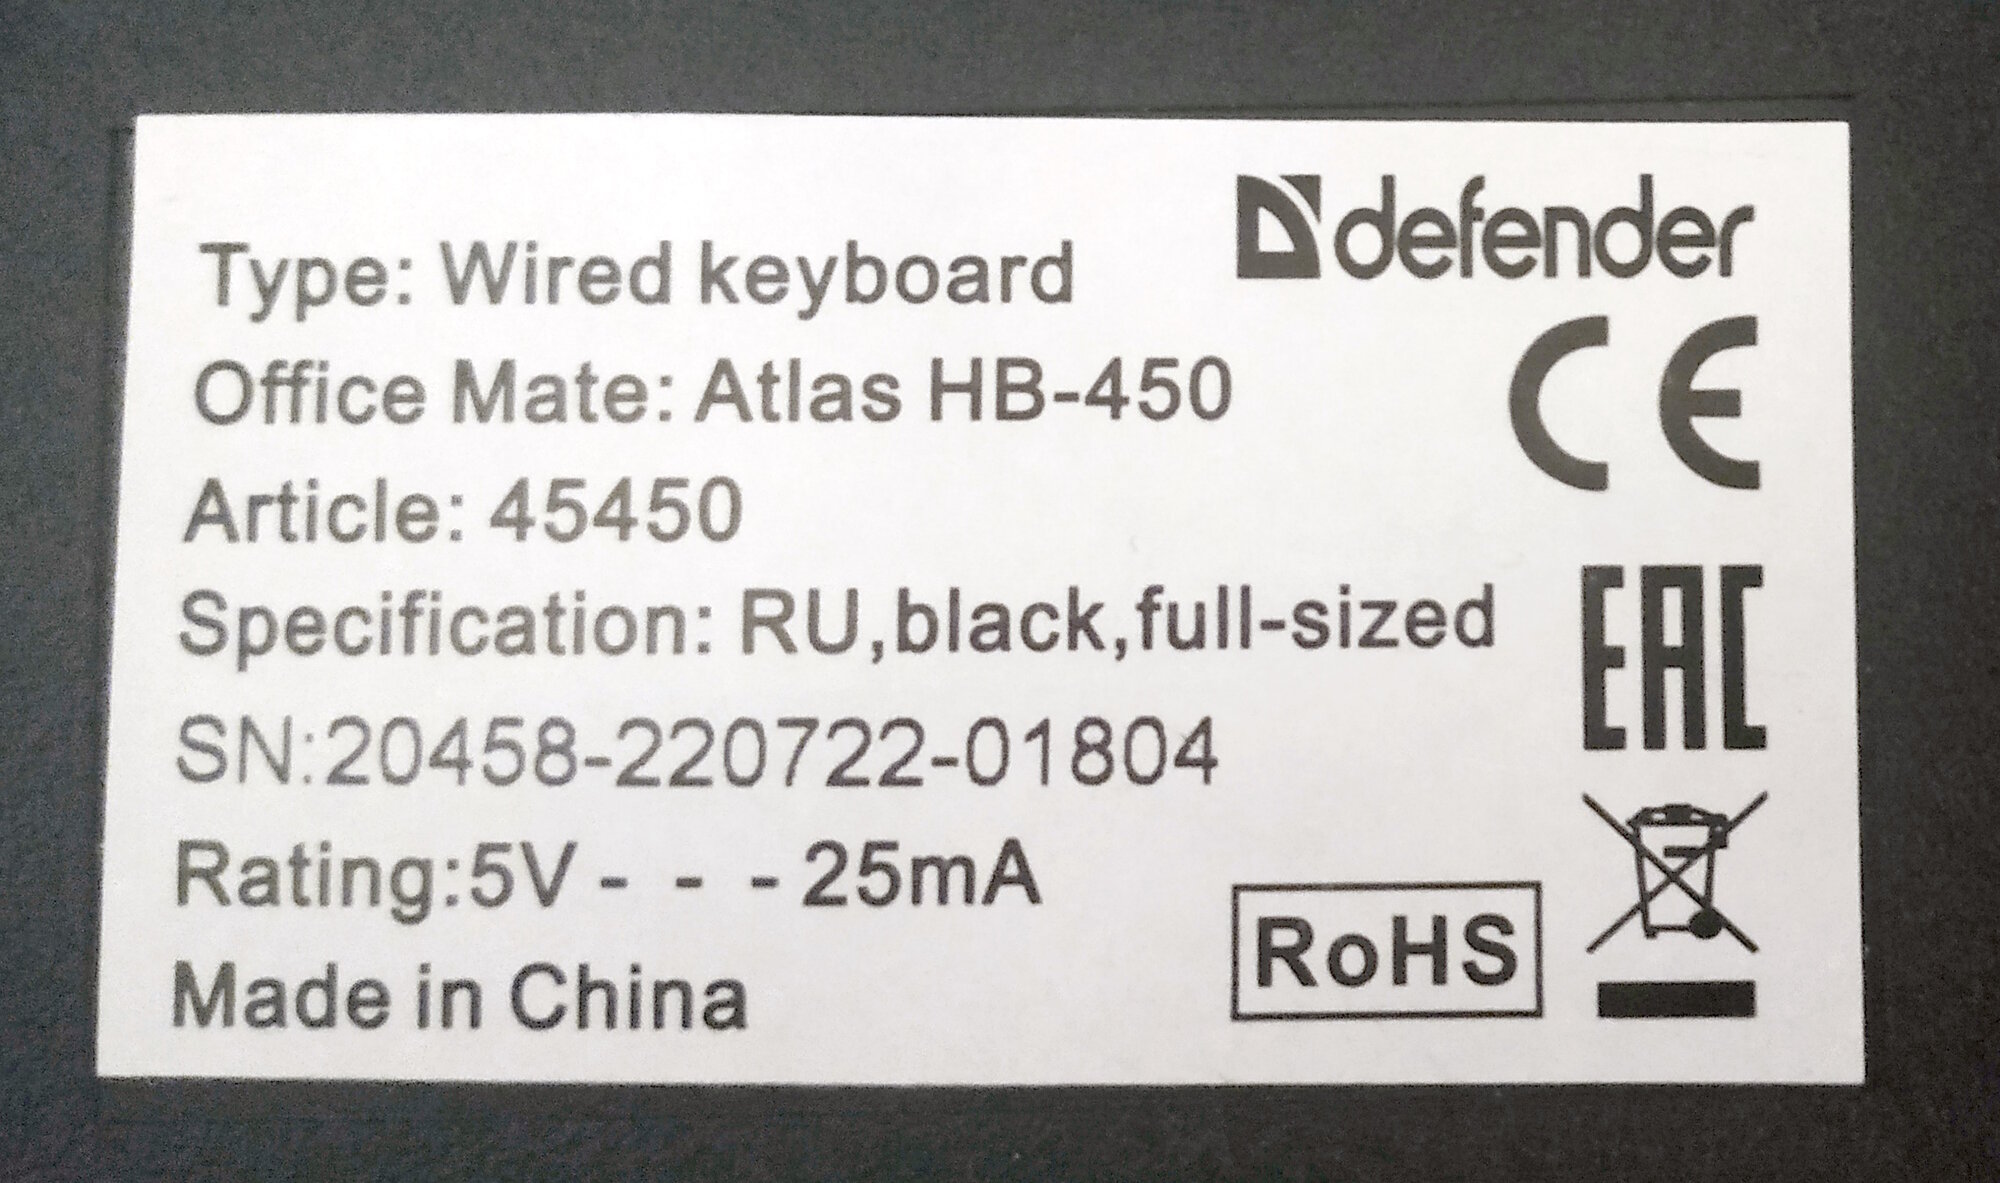 defender
Type: Wired keyboard
Office Mate: Atlas HB-450
CE
Article: 45450
Specification: RU,black,full-sized
EAC
SN:20458-220722-01804
Rating:5V - - - 25mA
RoHS
Made in China